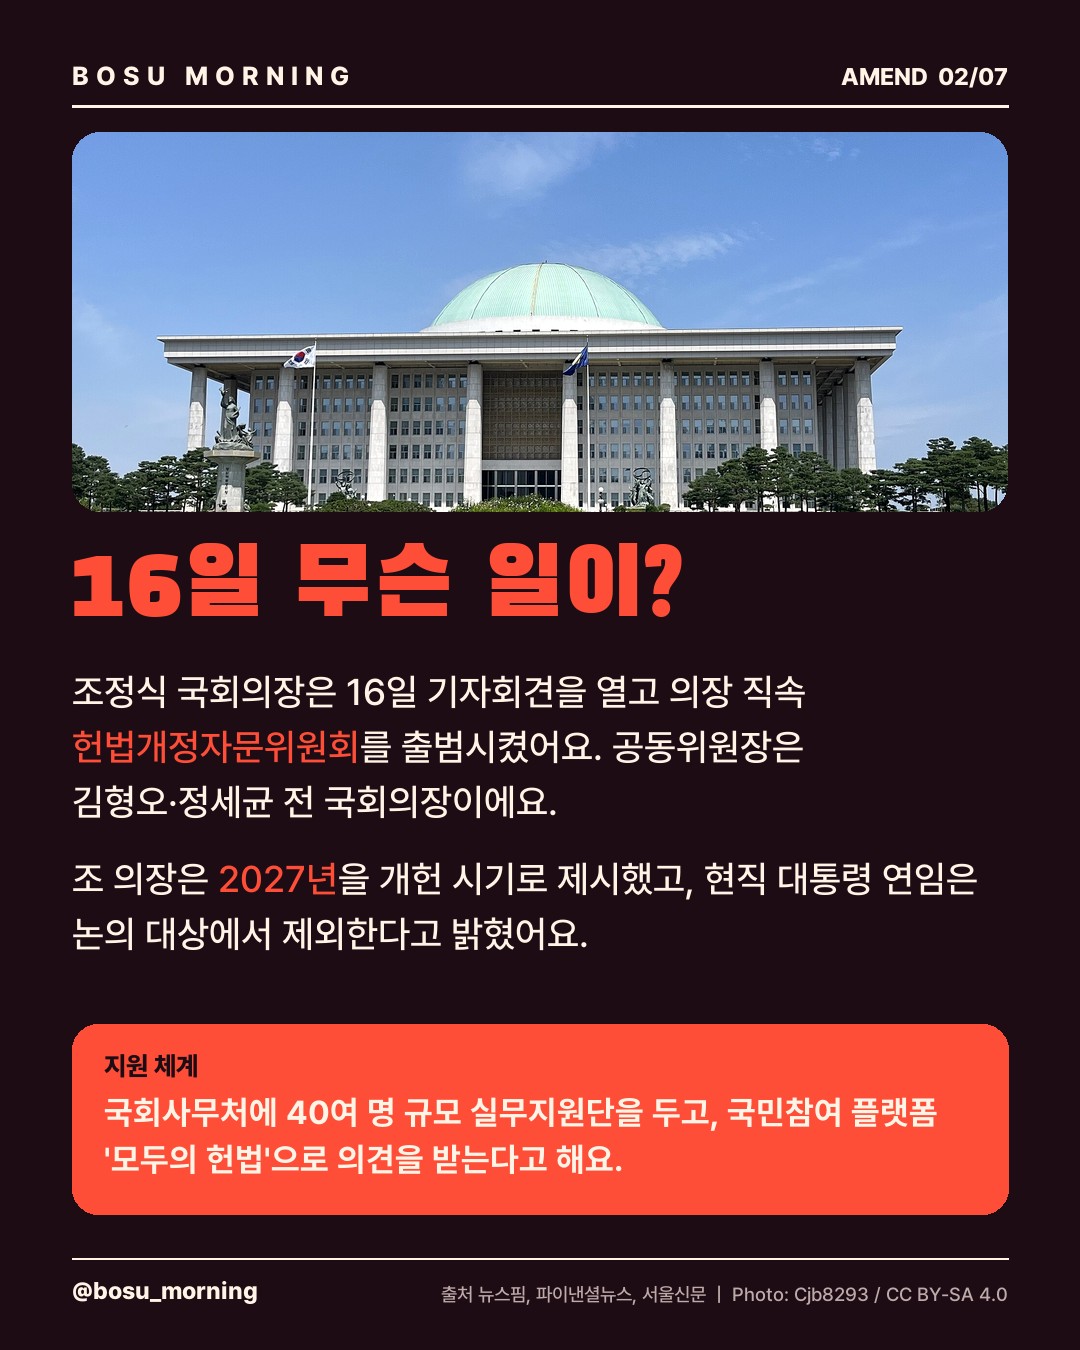 BOSU MORNING
AMEND 02/07
16일 무슨 일이?
조정식 국회의장은 16일 기자회견을 열고 의장 직속
헌법개정자문위원회를 출범시켰어요. 공동위원장은
김형오·정세균 전 국회의장이에요.
조 의장은 2027년을 개헌 시기로 제시했고, 현직 대통령 연임은
논의 대상에서 제외한다고 밝혔어요.
지원 체계
국회사무처에 40여 명 규모 실무지원단을 두고, 국민참여 플랫폼
'모두의 헌법'으로 의견을 받는다고 해요.
@bosu_morning
출처 뉴스핌, 파이낸셜뉴스, 서울신문 | Photo: Cjb8293 / CC BY-SA 4.0